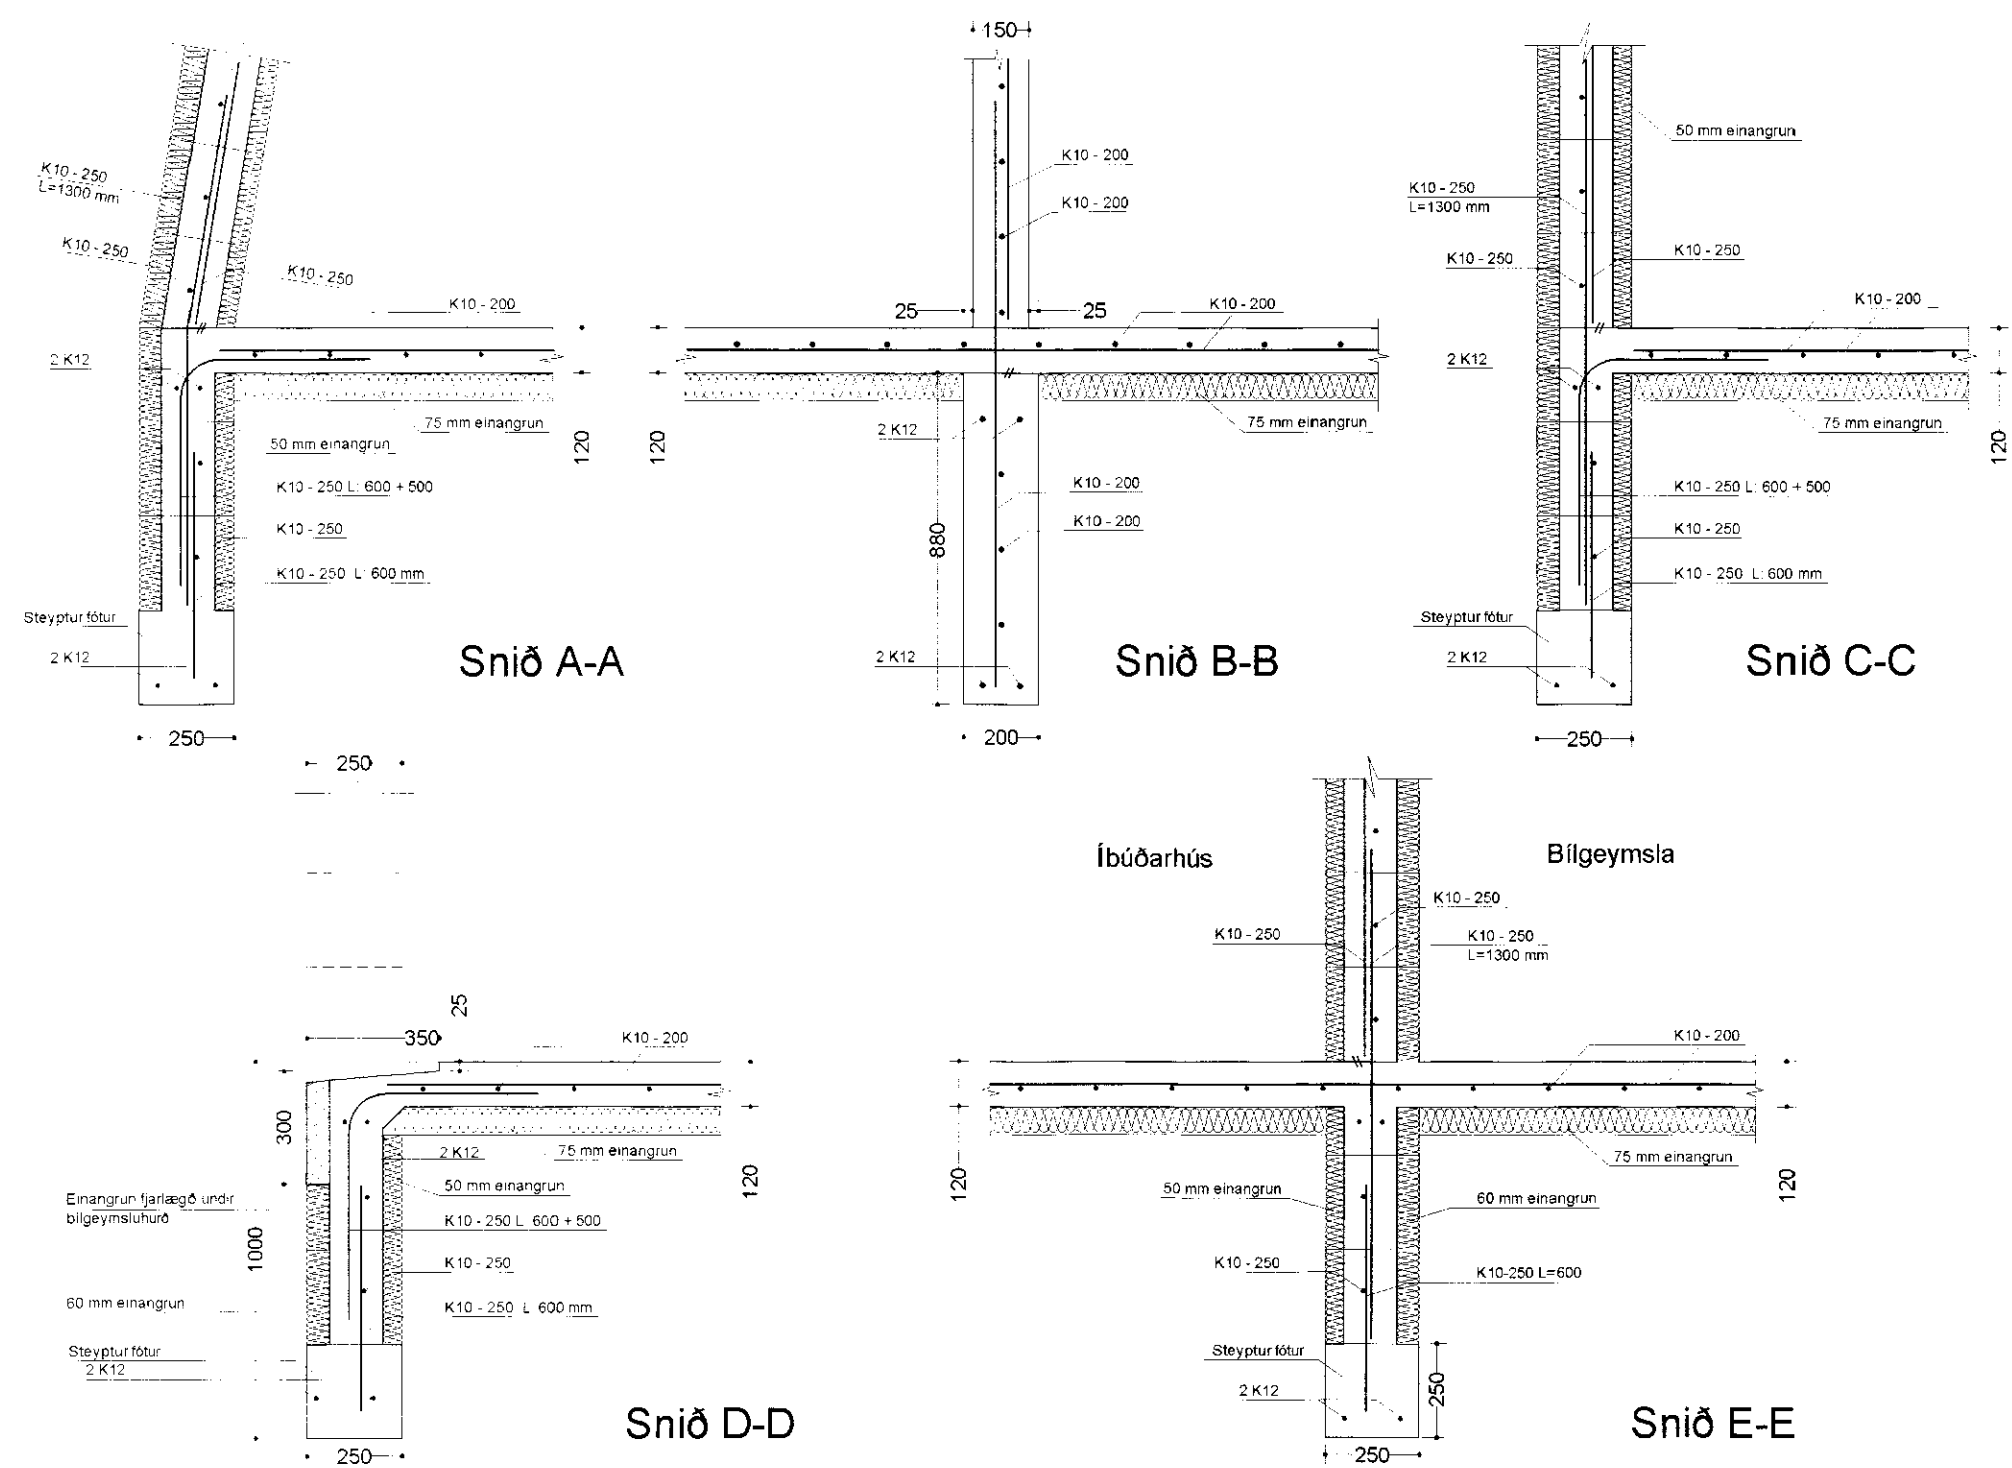 K10 - 250
L=1300 mm
K10 - 250
K10 - 250
K10 - 200
2 K12
75 mm einangrun
50 mm einangrun
120
K10 - 250 L: 600 + 500
K10 - 250
K10 - 250 L: 600 mm
Steyptur fótur
2 K12
250
Snið A-A
150
K10 - 200
K10 - 200
25
25
K10 - 200
120
2 K12
75 mm einangrun
K10 - 200
K10 - 200
880
2 K12
200
Snið B-B
50 mm einangrun
K10 - 250
L=1300 mm
K10 - 250
K10 - 250
K10 - 200
2 K12
75 mm einangrun
120
K10 - 250 L: 600 + 500
K10 - 250
K10 - 250 L: 600 mm
Steyptur fótur
2 K12
250
Snið C-C
250
25
350
K10 - 200
300
2 K12
75 mm einangrun
120
50 mm einangrun
Einangrun fjarlægð undir
bílgeymsluhurð
K10 - 250 L 600 + 500
1000
K10 - 250
60 mm einangrun
K10 - 250 L 600 mm
Steyptur fótur
2 K12
250
Snið D-D
Íbúðarhús
Bílgeymsla
K10 - 250
K10 - 250
K10 - 250
L=1300 mm
K10 - 200
75 mm einangrun
120
120
50 mm einangrun
60 mm einangrun
K10 - 250
K10-250 L=600
Steyptur fótur
2 K12
250
250
Snið E-E